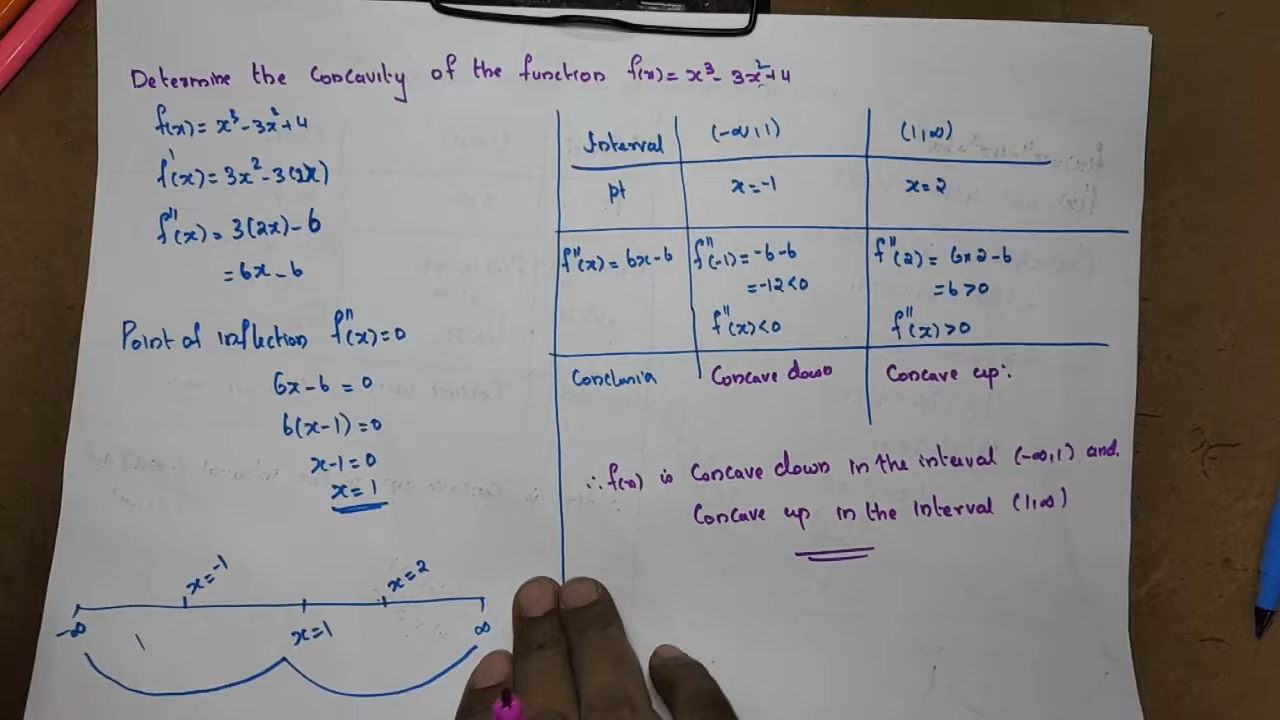 Determine the Concavity of the function f(x) = x³ - 3x² + 4
f(x) = x³ - 3x² + 4
f'(x) = 3x² - 3(2x)
f''(x) = 3(2x) - 6
= 6x - 6
Point of inflection f''(x) = 0
6x - 6 = 0
6(x-1) = 0
x-1 = 0
x = 1
x=-1 x=2
-∞ x=1 ∞
Interval (-∞,1) (1,∞)
pt x=-1 x=2
f''(x) = 6x-6 f''(-1) = -6-6 f''(2) = 6×2-6
= -12<0 = 6>0
f''(x)<0 f''(x)>0
Conclusia Concave down Concave up:
∴ f(x) is Concave down in the interval (-∞,1) and
Concave up in the interval (1,∞)